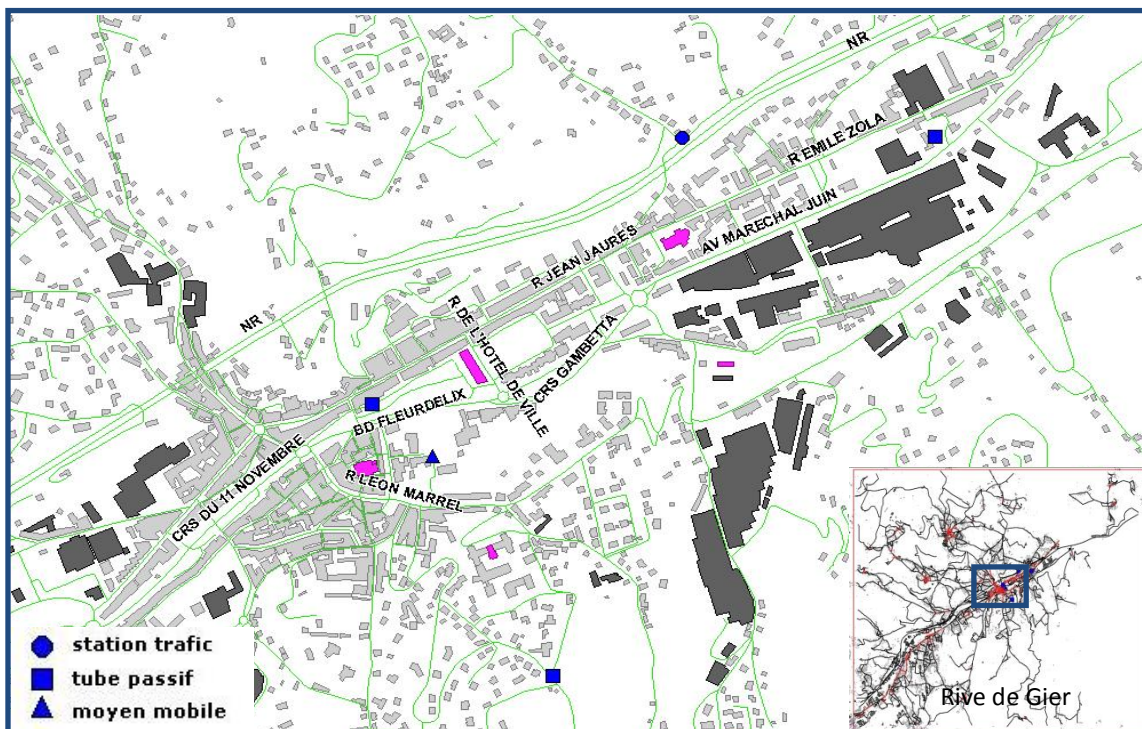 NR
R EMILE ZOLA
AV MARECHAL JUIN
R JEAN JAURES
NR
R DE L'HOTEL DE VILLE
CRS GAMBETTA
BD FLEURDELIX
CRS DU 11 NOVEMBRE
R LEON MARREL
station trafic
tube passif
moyen mobile
Rive de Gier